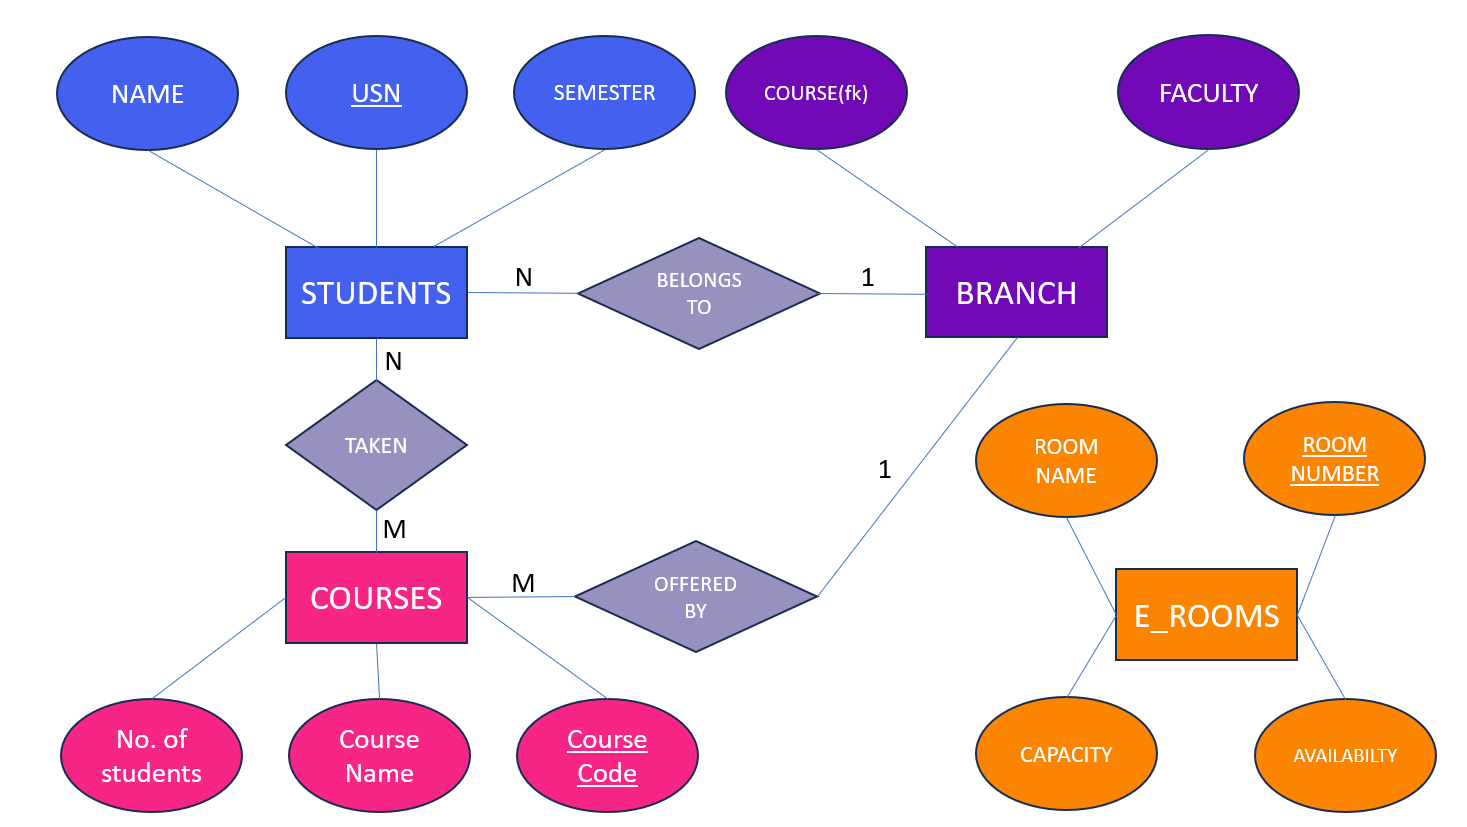 NAME
USN
SEMESTER
COURSE(fk)
FACULTY
STUDENTS
N
BELONGS
TO
1
BRANCH
N
TAKEN
M
COURSES
M
OFFERED
BY
1
ROOM
NAME
ROOM
NUMBER
E_ROOMS
No. of
students
Course
Name
Course
Code
CAPACITY
AVAILABILTY